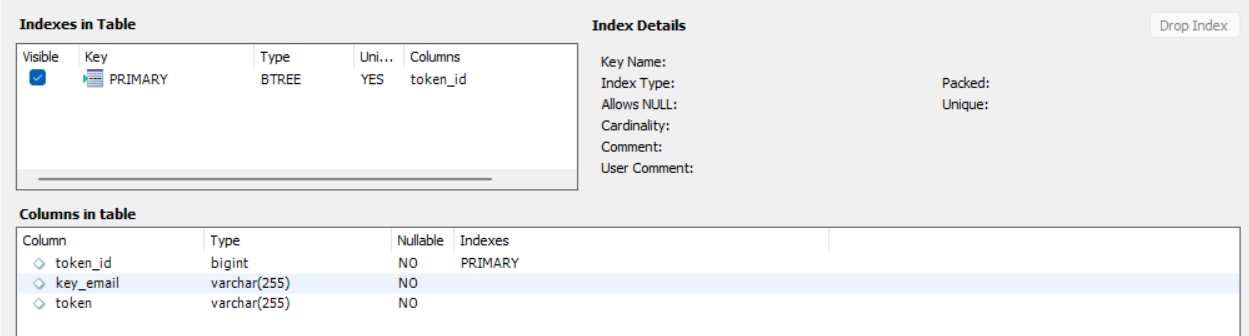 Indexes in Table
Visible Key Type Uni... Columns
PRIMARY BTREE YES token_id
Index Details
Drop Index
Key Name:
Index Type: Packed:
Allows NULL: Unique:
Cardinality:
Comment:
User Comment:
Columns in table
Column Type Nullable Indexes
token_id bigint NO PRIMARY
key_email varchar(255) NO
token varchar(255) NO